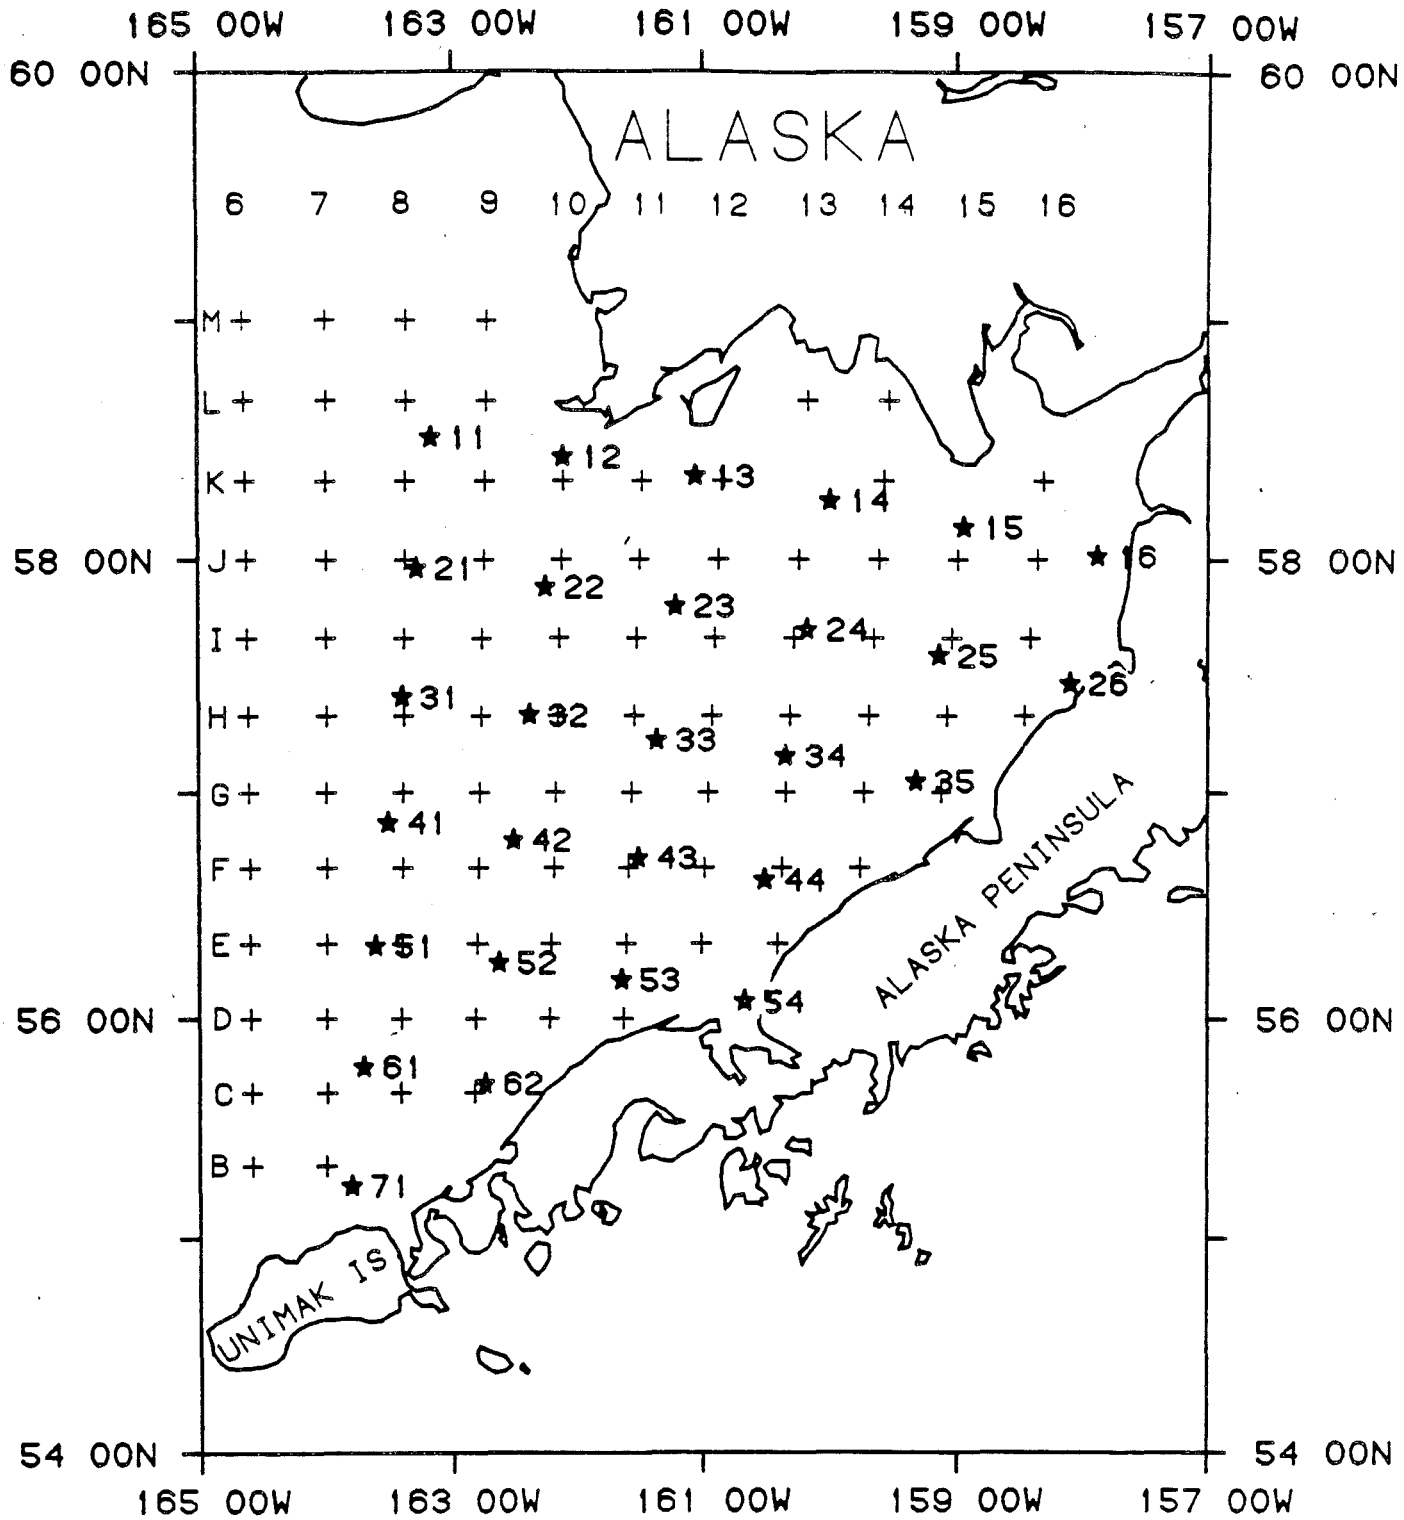 165 00W 163 00W 161 00W 159 00W 157 00W
60 00N 60 00N
ALASKA
6 7 8 9 10 11 12 13 14 15 16
M
L
11
12
K 13
14
15
58 00N J 21 16 58 00N
22
23
I 24
25
26
31
H 32
33
34
35
G
41
42
43
F 44
ALASKA PENINSULA
E 51
52
53
54
56 00N D 56 00N
61
62
C
B
71
UNIMAK IS
54 00N 54 00N
165 00W 163 00W 161 00W 159 00W 157 00W